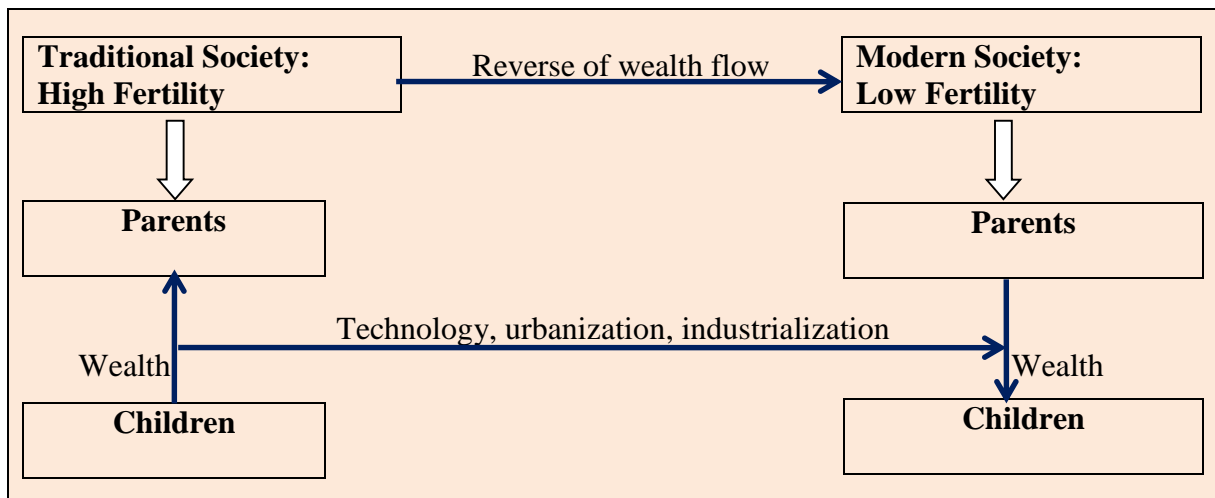 Traditional Society:
High Fertility
Reverse of wealth flow
Modern Society:
Low Fertility
Parents
Parents
Technology, urbanization, industrialization
Wealth
Wealth
Children
Children